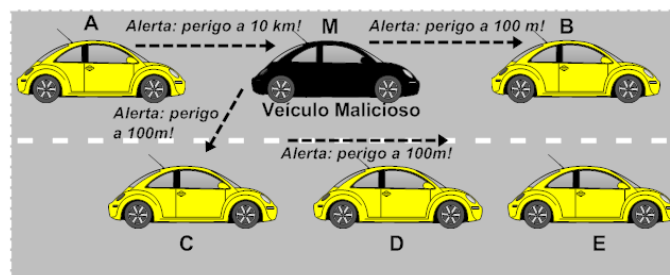 A
Alerta: perigo a 10 km!
M
Alerta: perigo a 100 m!
B
Alerta: perigo
a 100m!
Veículo Malicioso
Alerta: perigo a 100m!
C
D
E